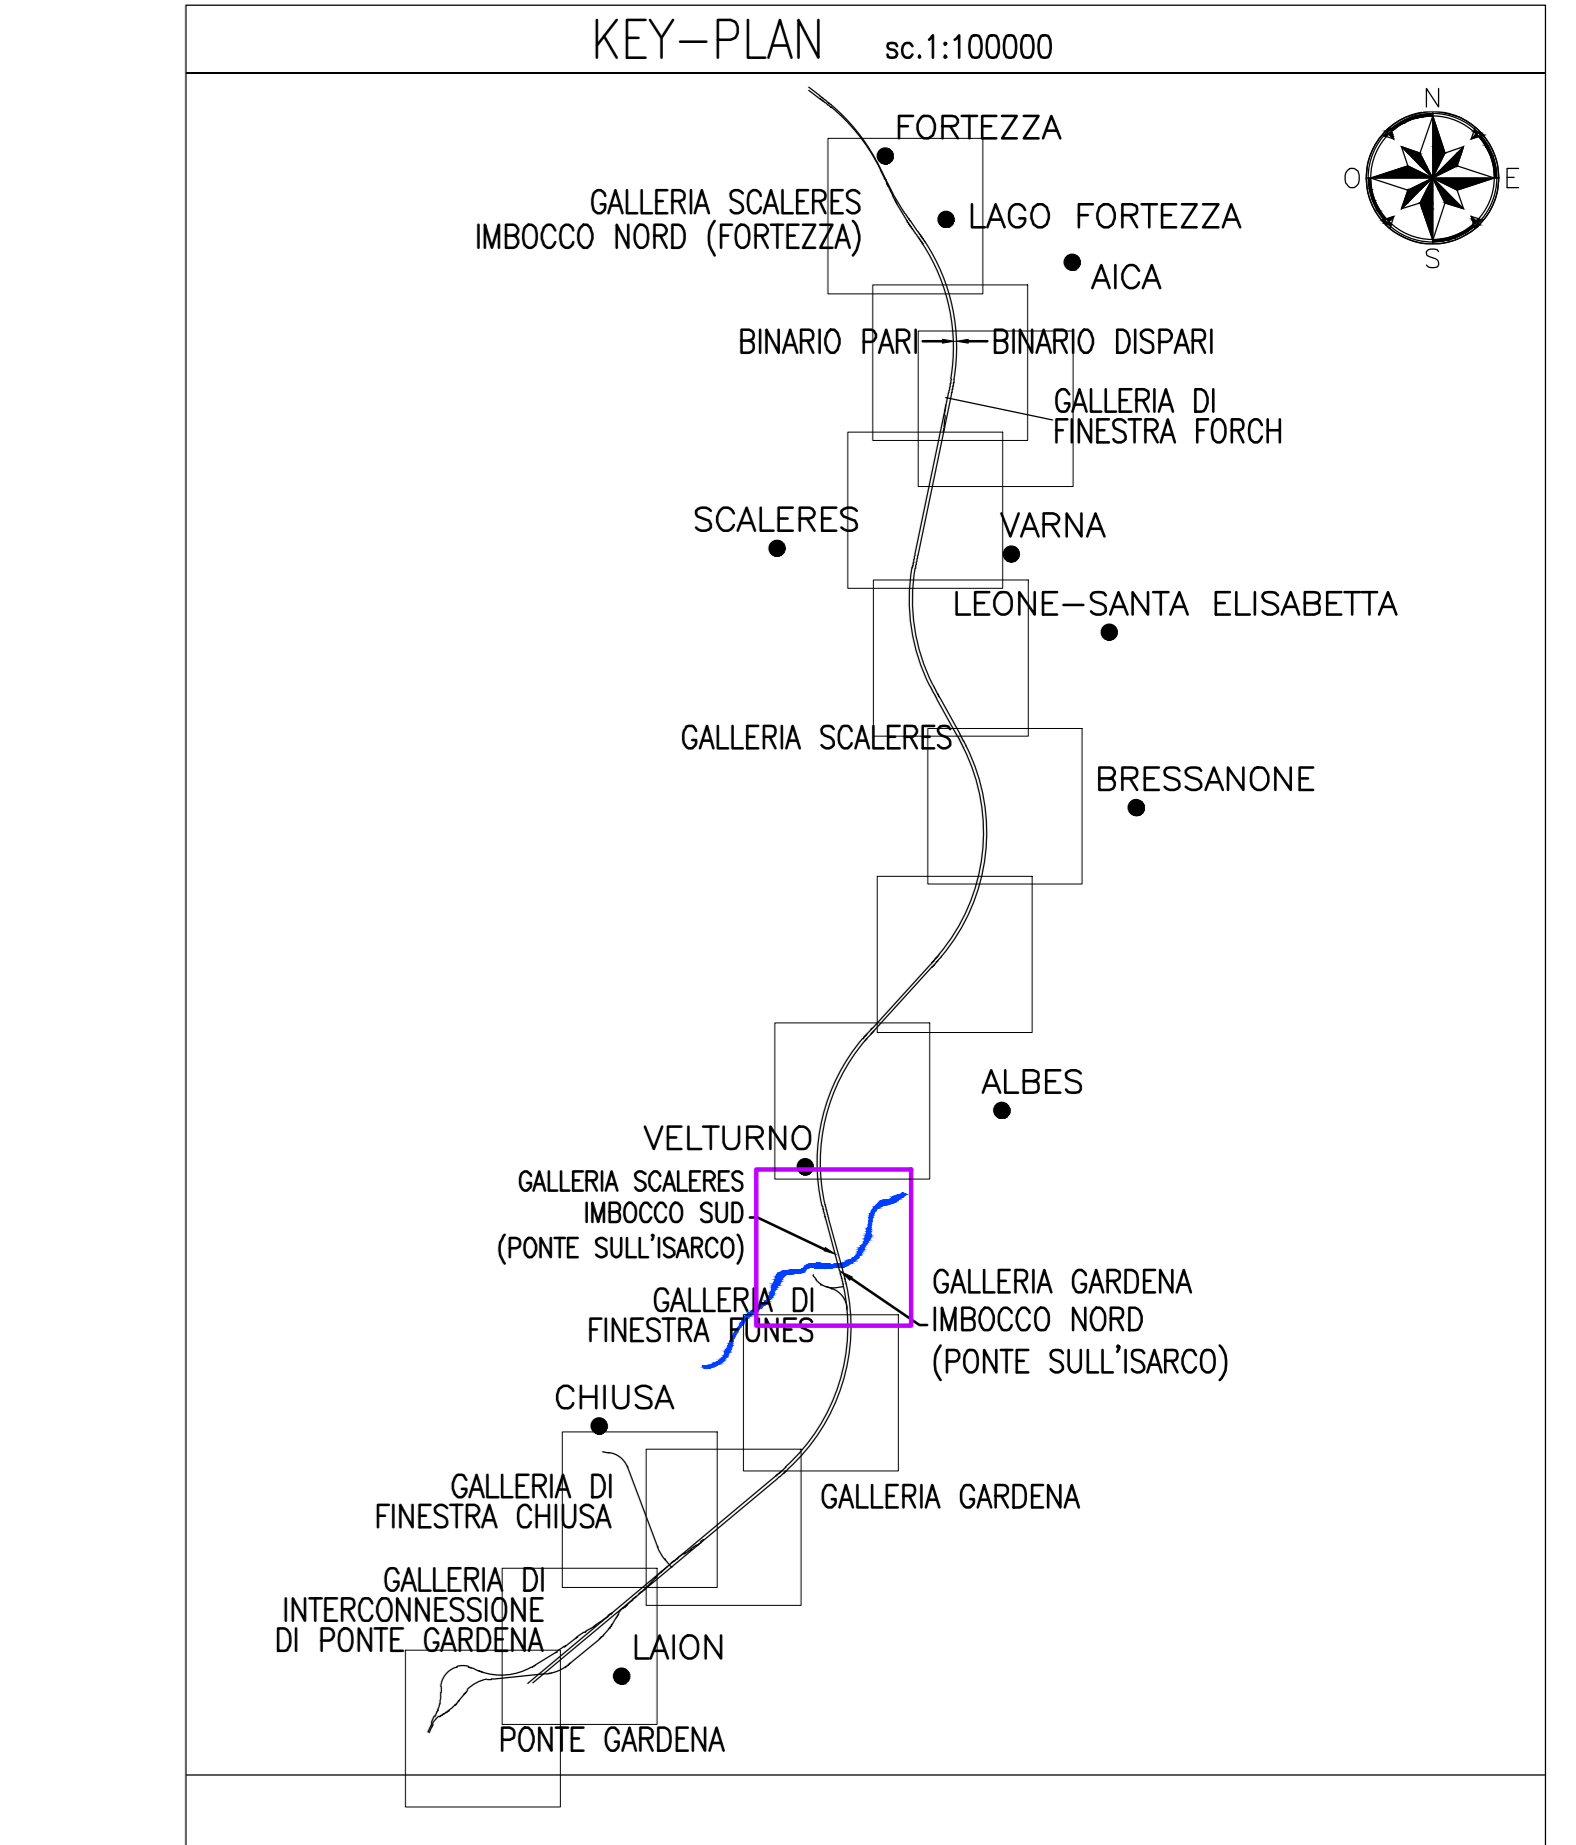 KEY-PLAN sc.1:100000
N
O
E
S
FORTEZZA
GALLERIA SCALERES
IMBOCCO NORD (FORTEZZA)
LAGO FORTEZZA
AICA
BINARIO PARI
BINARIO DISPARI
GALLERIA DI
FINESTRA FORCH
SCALERES
VARNA
LEONE-SANTA ELISABETTA
GALLERIA SCALERES
BRESSANONE
ALBES
VELTURNO
GALLERIA SCALERES
IMBOCCO SUD
(PONTE SULL'ISARCO)
GALLERIA DI
FINESTRA FUNES
GALLERIA GARDENA
IMBOCCO NORD
(PONTE SULL'ISARCO)
CHIUSA
GALLERIA DI
FINESTRA CHIUSA
GALLERIA GARDENA
GALLERIA DI
INTERCONNESSIONE
DI PONTE GARDENA
LAION
PONTE GARDENA